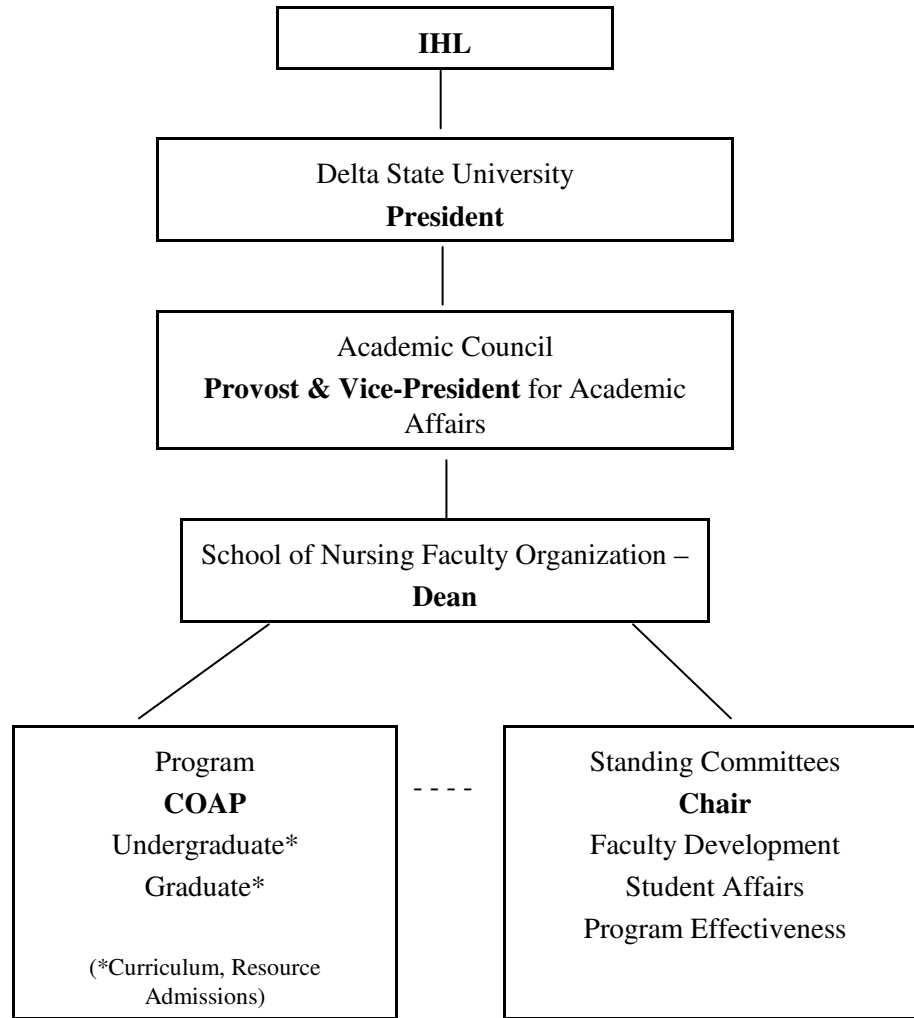 IHL
Delta State University
President
Academic Council
Provost & Vice-President for Academic
Affairs
School of Nursing Faculty Organization –
Dean
Program
COAP
Undergraduate*
Graduate*
(*Curriculum, Resource
Admissions)
Standing Committees
Chair
Faculty Development
Student Affairs
Program Effectiveness